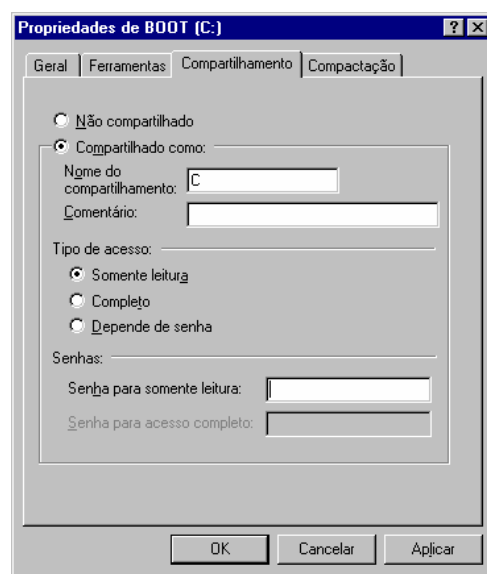 Propriedades de BOOT (C:)
Geral Ferramentas Compartilhamento Compactação
Não compartilhado
Compartilhado como:
Nome do
compartilhamento: C
Comentário:
Tipo de acesso:
Somente leitura
Completo
Depende de senha
Senhas:
Senha para somente leitura:
Senha para acesso completo:
OK Cancelar Aplicar